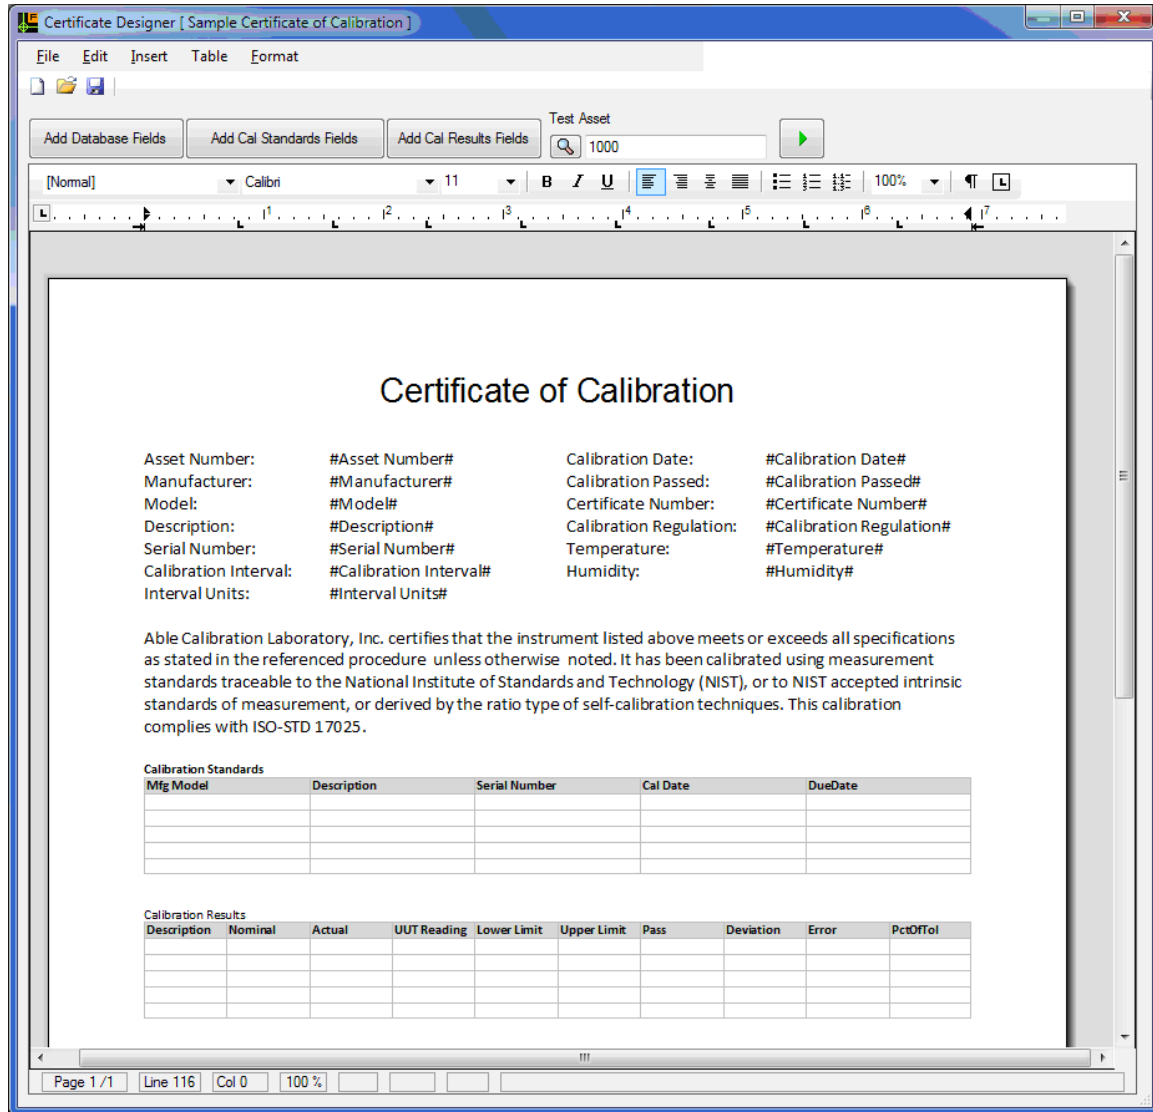 Certificate Designer [ Sample Certificate of Calibration ]
File Edit Insert Table Format
Test Asset
Add Database Fields Add Cal Standards Fields Add Cal Results Fields 1000
[Normal] Calibri 11 B I U 100% ¶ L
1 2 3 4 5 6 7
Certificate of Calibration
Asset Number: #Asset Number# Calibration Date: #Calibration Date#
Manufacturer: #Manufacturer# Calibration Passed: #Calibration Passed#
Model: #Model# Certificate Number: #Certificate Number#
Description: #Description# Calibration Regulation: #Calibration Regulation#
Serial Number: #Serial Number# Temperature: #Temperature#
Calibration Interval: #Calibration Interval# Humidity: #Humidity#
Interval Units: #Interval Units#
Able Calibration Laboratory, Inc. certifies that the instrument listed above meets or exceeds all specifications
as stated in the referenced procedure unless otherwise noted. It has been calibrated using measurement
standards traceable to the National Institute of Standards and Technology (NIST), or to NIST accepted intrinsic
standards of measurement, or derived by the ratio type of self-calibration techniques. This calibration
complies with ISO-STD 17025.
Calibration Standards
Mfg Model Description Serial Number Cal Date DueDate
Calibration Results
Description Nominal Actual UUT Reading Lower Limit Upper Limit Pass Deviation Error PctOfTol
Page 1 /1 Line 116 Col 0 100 %